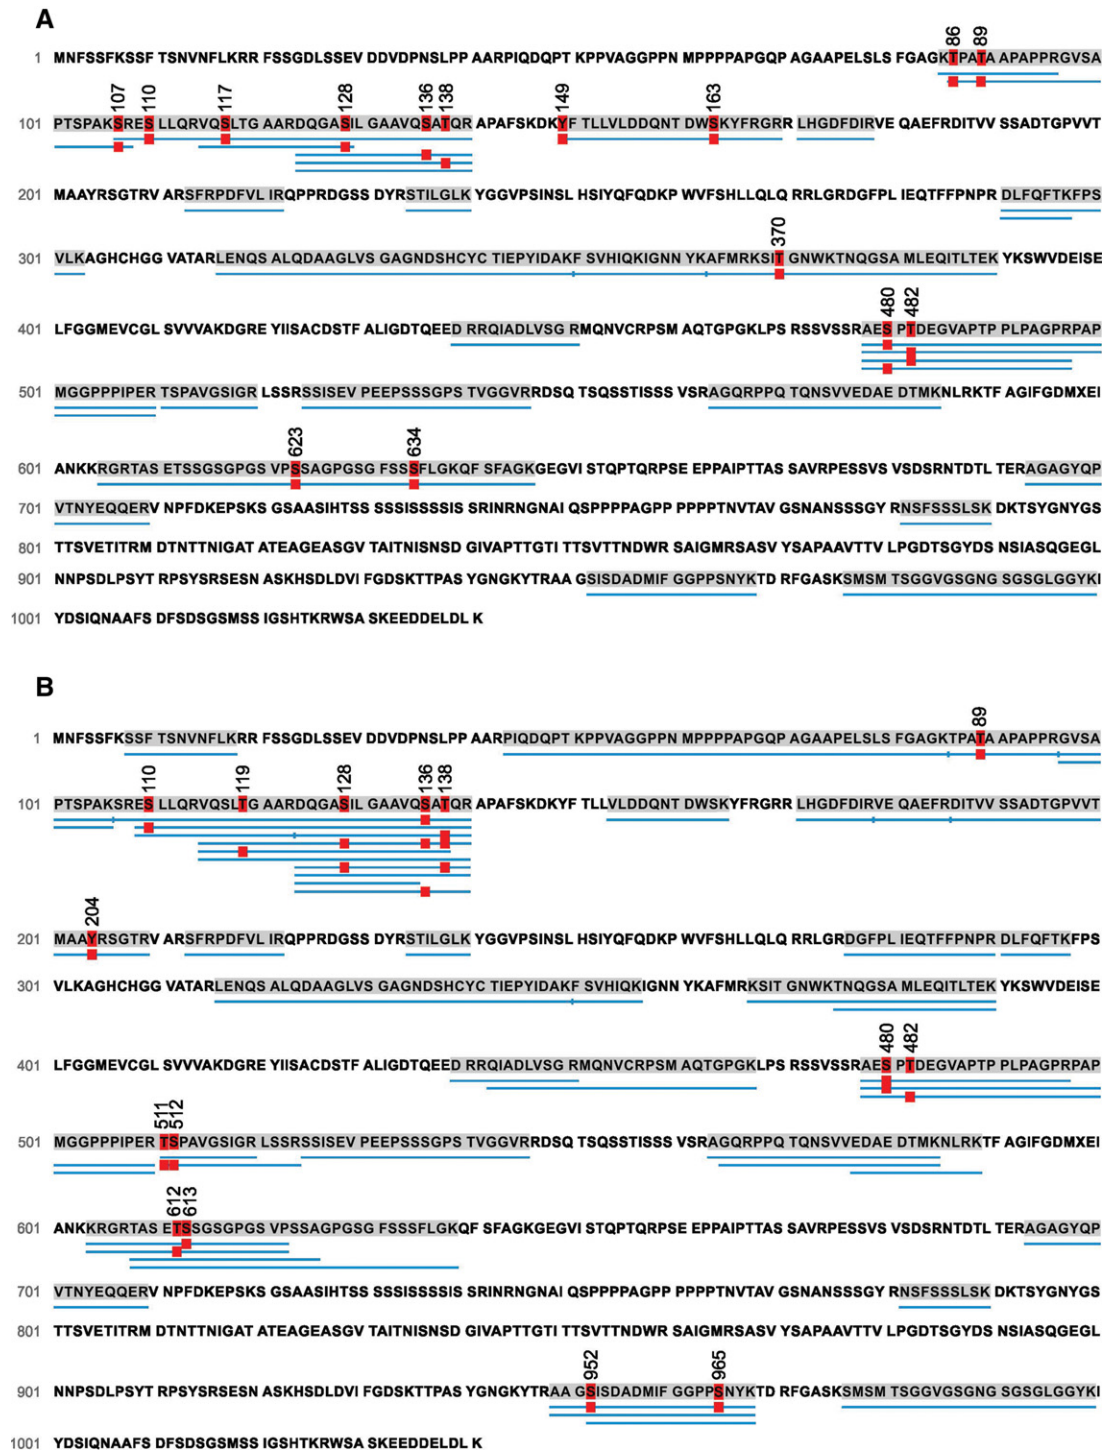 A
86 89
1 MNFSSFKSSF TSNVNFLKRR FSSGDLSSEV DDVDPNSLPP AARPIQDQPT KPPVAGGPPN MPPPPAPGQP AGAAPELSLS FGAGKTPATA APAPPRGVSA
107 110 117 128 136 138 149 163
101 PTSPAKSRES LLQRVQSLTG AARDQGASIL GAAVQSATQR APAFSKDKYF TLLVLDDQNT DWSKYFRGRR LHGDFDIRVE QAEFRDITVV SSADTGPVVT
201 MAAYRSGTRV ARSFRPDFVL IRQPPRDGSS DYRSTILGLK YGGVPSINSL HSIYQFQDKP WVFSHLLQLQ RRLGRDGFPL IEQTFFPNPR DLFQFTKFPS
370
301 VLKAGHCHGG VATARLENQS ALQDAAGLVS GAGNDSHCYC TIEPYIDAKF SVHIQKIGNN YKAFMRKSIT GNWKTNQGSA MLEQITLTEK YKSWVDEISE
480 482
401 LFGGMEVCGL SVVVAKDGRE YIISACDSTF ALIGDTQEED RRQIADLVSG RMQNVCRPSM AQTGPGKLPS RSSVSSRAES PTDEGVAPTP PLPAGPRPAP
501 MGGPPPIPER TSPAVGSIGR LSSRSSISEV PEEPSSSGPS TVGGVRRDSQ TSQSSTISSS VSRAGQRPPQ TQNSVVEDAE DTMKNLRKTF AGIFGDMXEI
623 634
601 ANKKRGRTAS ETSSGSGPGS VPSSAGPGSG FSSSFLGKQF SFAGKGEGVI STQPTQRPSE EPPAIPTTAS SAVRPESSVS VSDSRNTDTL TERAGAGYQP
701 VTNYEQQERV NPFDKEPSKS GSAASIHTSS SSSISSSSIS SRINRNGNAI QSPPPPAGPP PPPPTNVTAV GSNANSSSGY RNSFSSSLSK DKTSYGNYGS
801 TTSVETITRM DTNTTNIGAT ATEAGEASGV TAITNISNSD GIVAPTTGTI TTSVTTNDWR SAIGMRSASV YSAPAAVTTV LPGDTSGYDS NSIASQGEGL
901 NNPSDLPSYT RPSYSRSESN ASKHSDLDVI FGDSKTTPAS YGNGKYTRAA GSISDADMIF GGPPSNYKTD RFGASKSMSM TSGGVGSGNG SGSGLGGYKI
1001 YDSIQNAAFS DFSDSGSMSS IGSHTKRWSA SKEEDDELDL K
B
89
1 MNFSSFKSSF TSNVNFLKRR FSSGDLSSEV DDVDPNSLPP AARPIQDQPT KPPVAGGPPN MPPPPAPGQP AGAAPELSLS FGAGKTPATA APAPPRGVSA
110 119 128 136 138
101 PTSPAKSRES LLQRVQSLTG AARDQGASIL GAAVQSATQR APAFSKDKYF TLLVLDDQNT DWSKYFRGRR LHGDFDIRVE QAEFRDITVV SSADTGPVVT
204
201 MAAYRSGTRV ARSFRPDFVL IRQPPRDGSS DYRSTILGLK YGGVPSINSL HSIYQFQDKP WVFSHLLQLQ RRLGRDGFPL IEQTFFPNPR DLFQFTKFPS
301 VLKAGHCHGG VATARLENQS ALQDAAGLVS GAGNDSHCYC TIEPYIDAKF SVHIQKIGNN YKAFMRKSIT GNWKTNQGSA MLEQITLTEK YKSWVDEISE
480 482
401 LFGGMEVCGL SVVVAKDGRE YIISACDSTF ALIGDTQEED RRQIADLVSG RMQNVCRPSM AQTGPGKLPS RSSVSSRAES PTDEGVAPTP PLPAGPRPAP
511 512
501 MGGPPPIPER TSPAVGSIGR LSSRSSISEV PEEPSSSGPS TVGGVRRDSQ TSQSSTISSS VSRAGQRPPQ TQNSVVEDAE DTMKNLRKTF AGIFGDMXEI
612 613
601 ANKKRGRTAS ETSSGSGPGS VPSSAGPGSG FSSSFLGKQF SFAGKGEGVI STQPTQRPSE EPPAIPTTAS SAVRPESSVS VSDSRNTDTL TERAGAGYQP
701 VTNYEQQERV NPFDKEPSKS GSAASIHTSS SSSISSSSIS SRINRNGNAI QSPPPPAGPP PPPPTNVTAV GSNANSSSGY RNSFSSSLSK DKTSYGNYGS
801 TTSVETITRM DTNTTNIGAT ATEAGEASGV TAITNISNSD GIVAPTTGTI TTSVTTNDWR SAIGMRSASV YSAPAAVTTV LPGDTSGYDS NSIASQGEGL
952 965
901 NNPSDLPSYT RPSYSRSESN ASKHSDLDVI FGDSKTTPAS YGNGKYTRAA GSISDADMIF GGPPSNYKTD RFGASKSMSM TSGGVGSGNG SGSGLGGYKI
1001 YDSIQNAAFS DFSDSGSMSS IGSHTKRWSA SKEEDDELDL K